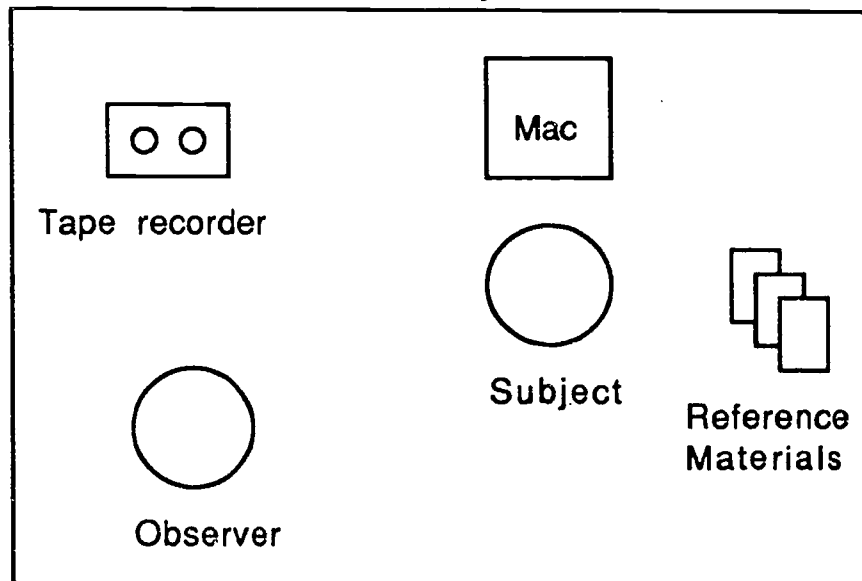 Mac
Tape recorder
Subject
Reference
Materials
Observer